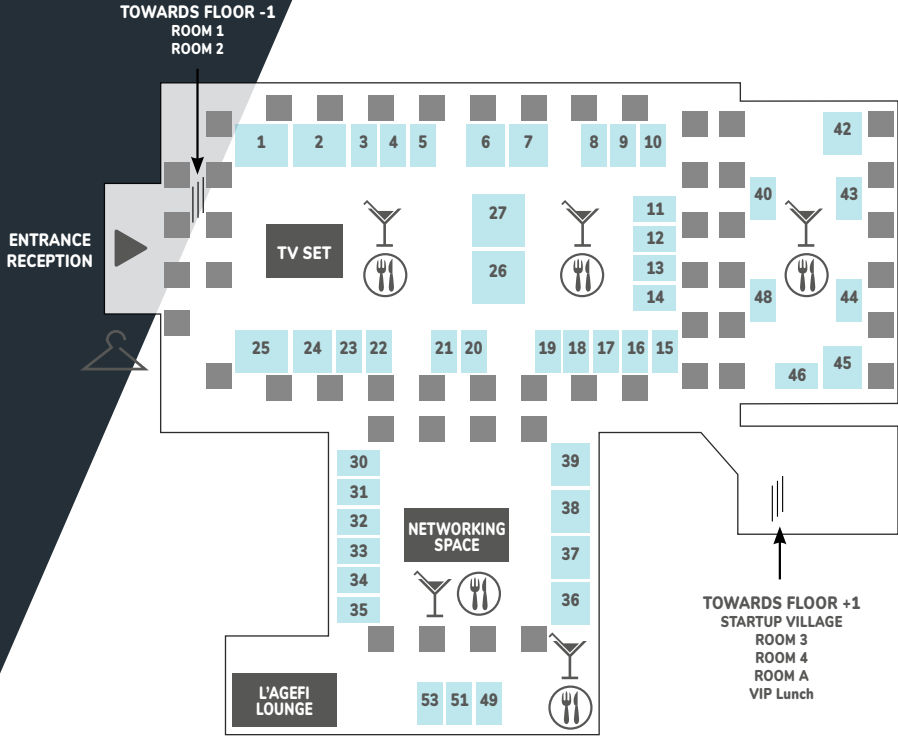 TOWARDS FLOOR -1
ROOM 1
ROOM 2
1
2
3
4
5
6
7
8
9
10
42
40
43
27
11
12
13
14
26
ENTRANCE
RECEPTION
TV SET
48
44
25
24
23
22
21
20
19
18
17
16
15
46
45
30
31
32
33
34
35
39
38
37
36
NETWORKING
SPACE
TOWARDS FLOOR +1
STARTUP VILLAGE
ROOM 3
ROOM 4
ROOM A
VIP Lunch
L'AGEFI
LOUNGE
53
51
49